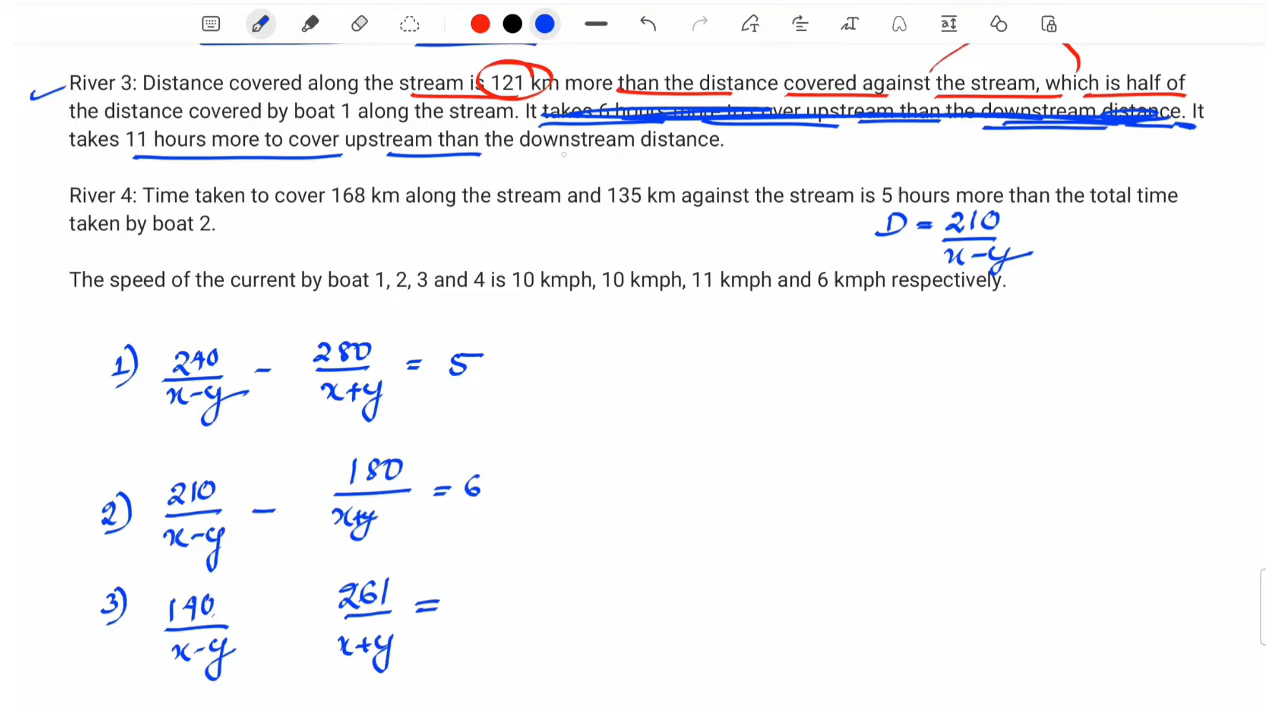 River 3: Distance covered along the stream is 121 km more than the distance covered against the stream, which is half of
the distance covered by boat 1 along the stream. It takes 6 hours more to cover upstream than the downstream distance. It
takes 11 hours more to cover upstream than the downstream distance.
River 4: Time taken to cover 168 km along the stream and 135 km against the stream is 5 hours more than the total time
taken by boat 2.
D = 210
x-y
The speed of the current by boat 1, 2, 3 and 4 is 10 kmph, 10 kmph, 11 kmph and 6 kmph respectively.
1) 240 - 280 = 5
x-y x+y
2) 210 - 180 = 6
x-y x+y
3) 140 261 =
x-y x+y